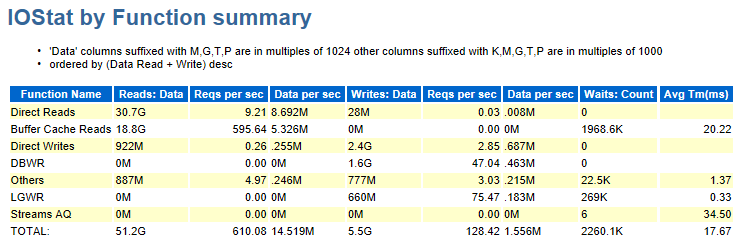 IOStat by Function summary
'Data' columns suffixed with M,G,T,P are in multiples of 1024 other columns suffixed with K,M,G,T,P are in multiples of 1000
ordered by (Data Read + Write) desc
Function Name Reads: Data Reqs per sec Data per sec Writes: Data Reqs per sec Data per sec Waits: Count Avg Tm(ms)
Direct Reads 30.7G 9.21 8.692M 28M 0.03 .008M 0
Buffer Cache Reads 18.8G 595.64 5.326M 0M 0.00 0M 1968.6K 20.22
Direct Writes 922M 0.26 .255M 2.4G 2.85 .687M 0
DBWR 0M 0.00 0M 1.6G 47.04 .463M 0
Others 887M 4.97 .246M 777M 3.03 .215M 22.5K 1.37
LGWR 0M 0.00 0M 660M 75.47 .183M 269K 0.33
Streams AQ 0M 0.00 0M 0M 0.00 0M 6 34.50
TOTAL: 51.2G 610.08 14.519M 5.5G 128.42 1.556M 2260.1K 17.67